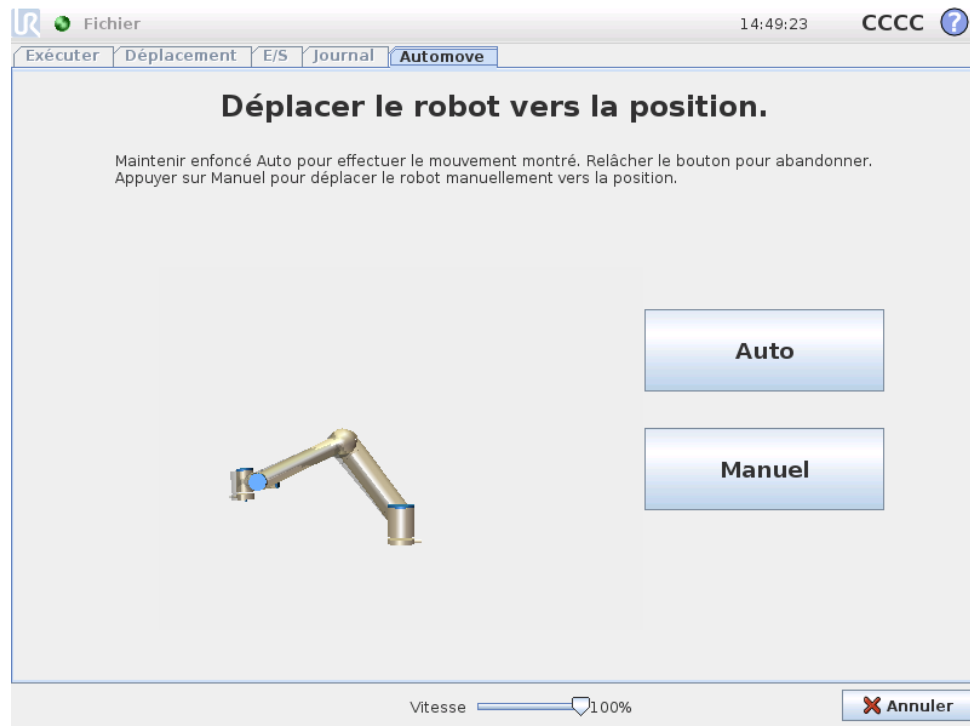 UR Fichier 14:49:23 CCCC ?
Exécuter Déplacement E/S Journal Automove
Déplacer le robot vers la position.
Maintenir enfoncé Auto pour effectuer le mouvement montré. Relâcher le bouton pour abandonner.
Appuyer sur Manuel pour déplacer le robot manuellement vers la position.
Auto
Manuel
Vitesse 100% Annuler